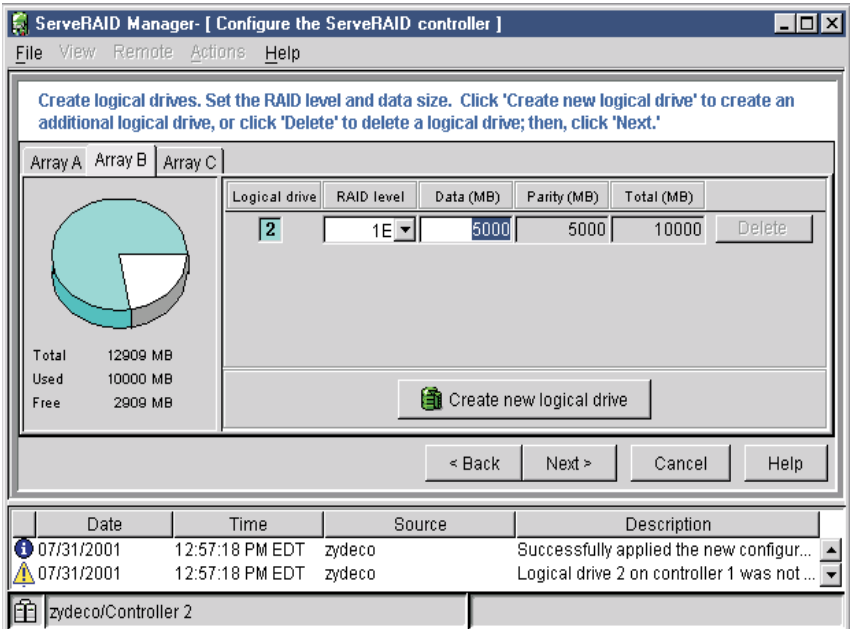 ServeRAID Manager- [ Configure the ServeRAID controller ]
File View Remote Actions Help
Create logical drives. Set the RAID level and data size. Click 'Create new logical drive' to create an
additional logical drive, or click 'Delete' to delete a logical drive; then, click 'Next.'
Array A Array B Array C
Logical drive RAID level Data (MB) Parity (MB) Total (MB)
2 1E 5000 5000 10000 Delete
Total 12909 MB
Used 10000 MB
Free 2909 MB
Create new logical drive
< Back Next > Cancel Help
Date Time Source Description
07/31/2001 12:57:18 PM EDT zydeco Successfully applied the new configur...
07/31/2001 12:57:18 PM EDT zydeco Logical drive 2 on controller 1 was not ...
zydeco/Controller 2